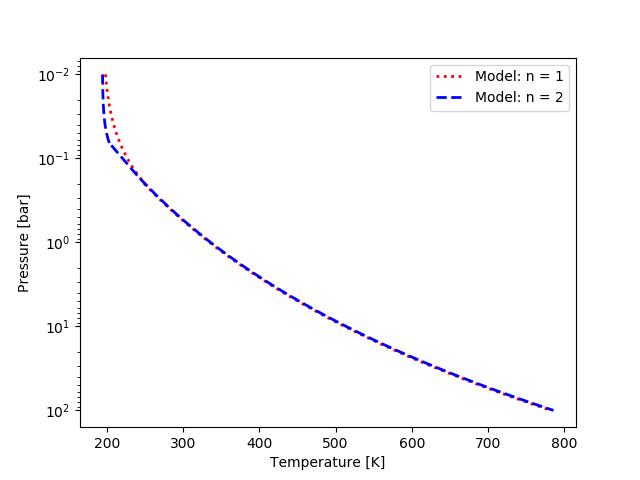 Model: n = 1
Model: n = 2
10⁻²
10⁻¹
10⁰
10¹
10²
Pressure [bar]
200 300 400 500 600 700 800
Temperature [K]